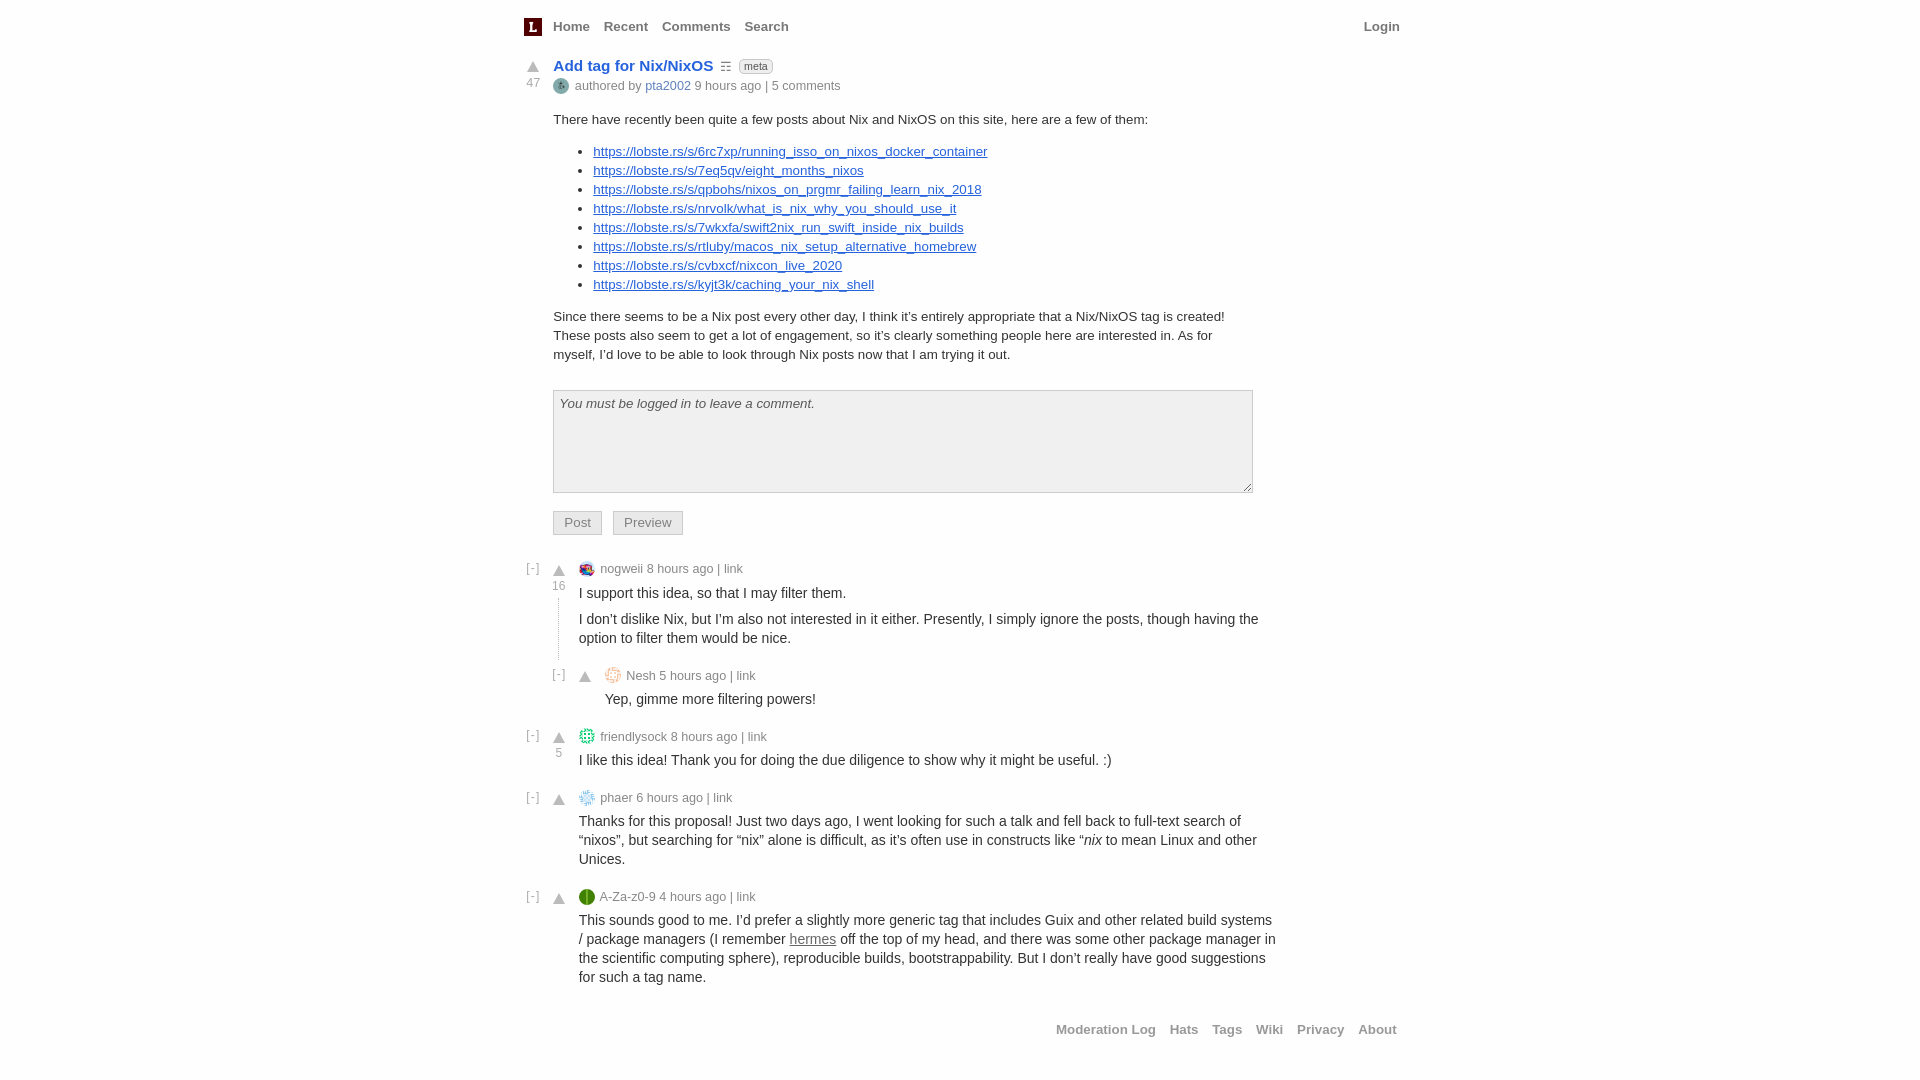 L Home Recent Comments Search Login
Add tag for Nix/NixOS ☶ meta
47
authored by pta2002 9 hours ago | 5 comments
There have recently been quite a few posts about Nix and NixOS on this site, here are a few of them:
• https://lobste.rs/s/6rc7xp/running_isso_on_nixos_docker_container
• https://lobste.rs/s/7eq5qv/eight_months_nixos
• https://lobste.rs/s/qpbohs/nixos_on_prgmr_failing_learn_nix_2018
• https://lobste.rs/s/nrvolk/what_is_nix_why_you_should_use_it
• https://lobste.rs/s/7wkxfa/swift2nix_run_swift_inside_nix_builds
• https://lobste.rs/s/rtluby/macos_nix_setup_alternative_homebrew
• https://lobste.rs/s/cvbxcf/nixcon_live_2020
• https://lobste.rs/s/kyjt3k/caching_your_nix_shell
Since there seems to be a Nix post every other day, I think it’s entirely appropriate that a Nix/NixOS tag is created!
These posts also seem to get a lot of engagement, so it’s clearly something people here are interested in. As for
myself, I’d love to be able to look through Nix posts now that I am trying it out.
You must be logged in to leave a comment.
Post Preview
[-] nogweii 8 hours ago | link
16
I support this idea, so that I may filter them.
I don’t dislike Nix, but I’m also not interested in it either. Presently, I simply ignore the posts, though having the
option to filter them would be nice.
[-] Nesh 5 hours ago | link
Yep, gimme more filtering powers!
[-] friendlysock 8 hours ago | link
5
I like this idea! Thank you for doing the due diligence to show why it might be useful. :)
[-] phaer 6 hours ago | link
Thanks for this proposal! Just two days ago, I went looking for such a talk and fell back to full-text search of
“nixos”, but searching for “nix” alone is difficult, as it’s often use in constructs like “nix to mean Linux and other
Unices.
[-] A-Za-z0-9 4 hours ago | link
This sounds good to me. I’d prefer a slightly more generic tag that includes Guix and other related build systems
/ package managers (I remember hermes off the top of my head, and there was some other package manager in
the scientific computing sphere), reproducible builds, bootstrappability. But I don’t really have good suggestions
for such a tag name.
Moderation Log Hats Tags Wiki Privacy About